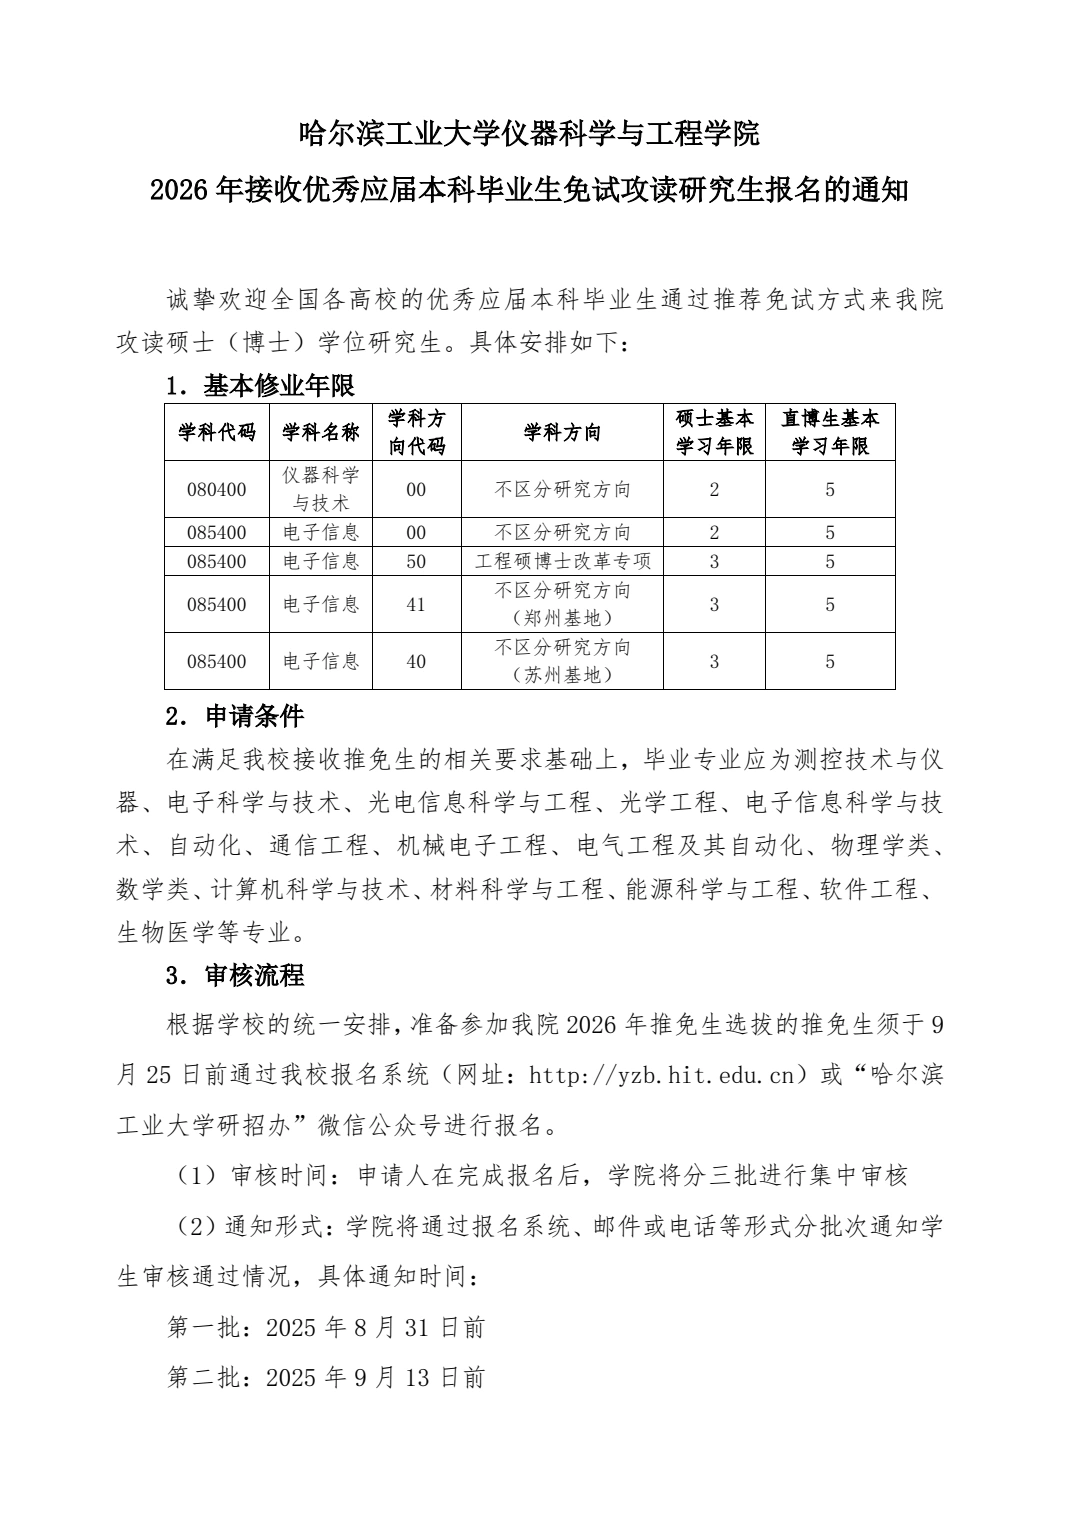 哈尔滨工业大学仪器科学与工程学院
2026 年接收优秀应届本科毕业生免试攻读研究生报名的通知
诚挚欢迎全国各高校的优秀应届本科毕业生通过推荐免试方式来我院
攻读硕士（博士）学位研究生。具体安排如下：
1．基本修业年限
学科代码 学科名称 学科方向代码 学科方向 硕士基本学习年限 直博生基本学习年限
080400 仪器科学与技术 00 不区分研究方向 2 5
085400 电子信息 00 不区分研究方向 2 5
085400 电子信息 50 工程硕博士改革专项 3 5
085400 电子信息 41 不区分研究方向（郑州基地） 3 5
085400 电子信息 40 不区分研究方向（苏州基地） 3 5
2．申请条件
在满足我校接收推免生的相关要求基础上，毕业专业应为测控技术与仪
器、电子科学与技术、光电信息科学与工程、光学工程、电子信息科学与技
术、自动化、通信工程、机械电子工程、电气工程及其自动化、物理学类、
数学类、计算机科学与技术、材料科学与工程、能源科学与工程、软件工程、
生物医学等专业。
3．审核流程
根据学校的统一安排，准备参加我院 2026 年推免生选拔的推免生须于 9
月 25 日前通过我校报名系统（网址：http://yzb.hit.edu.cn）或“哈尔滨
工业大学研招办”微信公众号进行报名。
（1）审核时间：申请人在完成报名后，学院将分三批进行集中审核
（2）通知形式：学院将通过报名系统、邮件或电话等形式分批次通知学
生审核通过情况，具体通知时间：
第一批：2025 年 8 月 31 日前
第二批：2025 年 9 月 13 日前